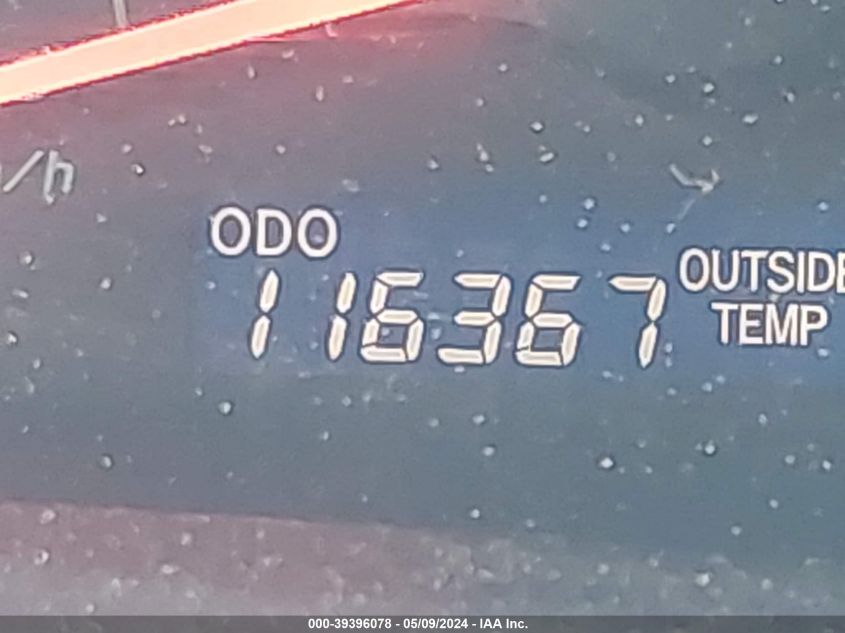 /h
ODO
116367
OUTSIDE
TEMP
000-39396078 - 05/09/2024 - IAA Inc.